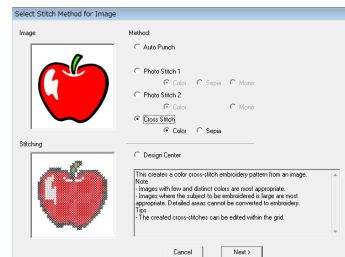 Select Stitch Method for Image
Image
Method
Auto Punch
Photo Stitch 1
Color Sepia Mono
Photo Stitch 2
Color Mono
Cross Stitch
Color Sepia
Stitching
Design Center
This creates a color cross-stitch embroidery pattern from an image.
Note
- Images with few and distinct colors are most appropriate.
- Images where the subject to be embroidered is large are most
appropriate. Detailed areas cannot be converted to embroidery.
Tips
- The created cross-stitches can be edited within the grid.
Cancel Next >